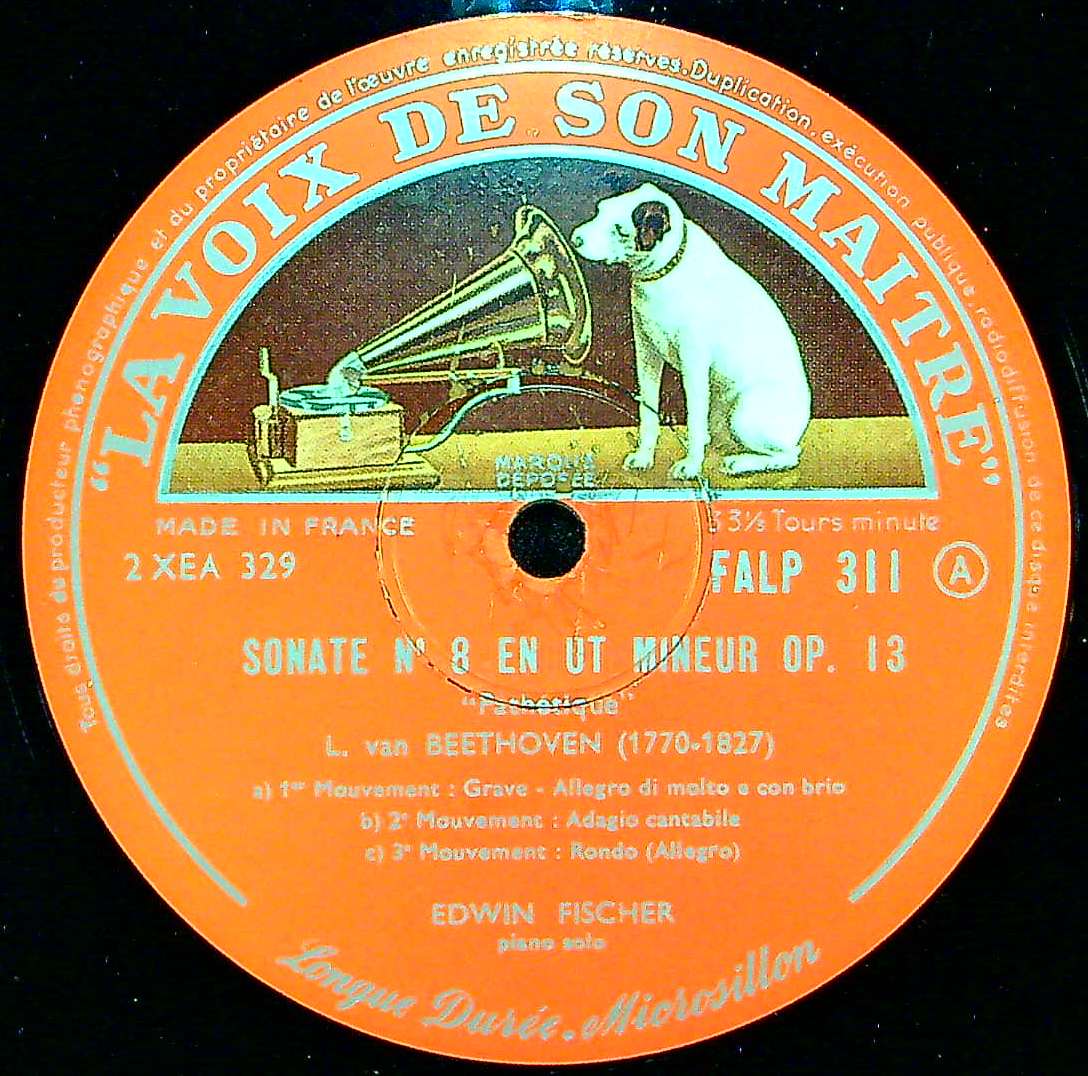 Tous droits du producteur phonographique et du propriétaire de l'œuvre enregistrée réservés. Duplication, exécution publique, radiodiffusion de ce disque interdites
"LA VOIX DE SON MAITRE"
MARQUE
DEPOSÉE
MADE IN FRANCE
33⅓ Tours minute
2 XEA 329
FALP 311 A
SONATE N° 8 EN UT MINEUR OP. 13
"Pathétique"
L. van BEETHOVEN (1770-1827)
a) 1er Mouvement : Grave - Allegro di molto e con brio
b) 2e Mouvement : Adagio cantabile
c) 3e Mouvement : Rondo (Allegro)
EDWIN FISCHER
piano solo
Longue Durée. Microsillon